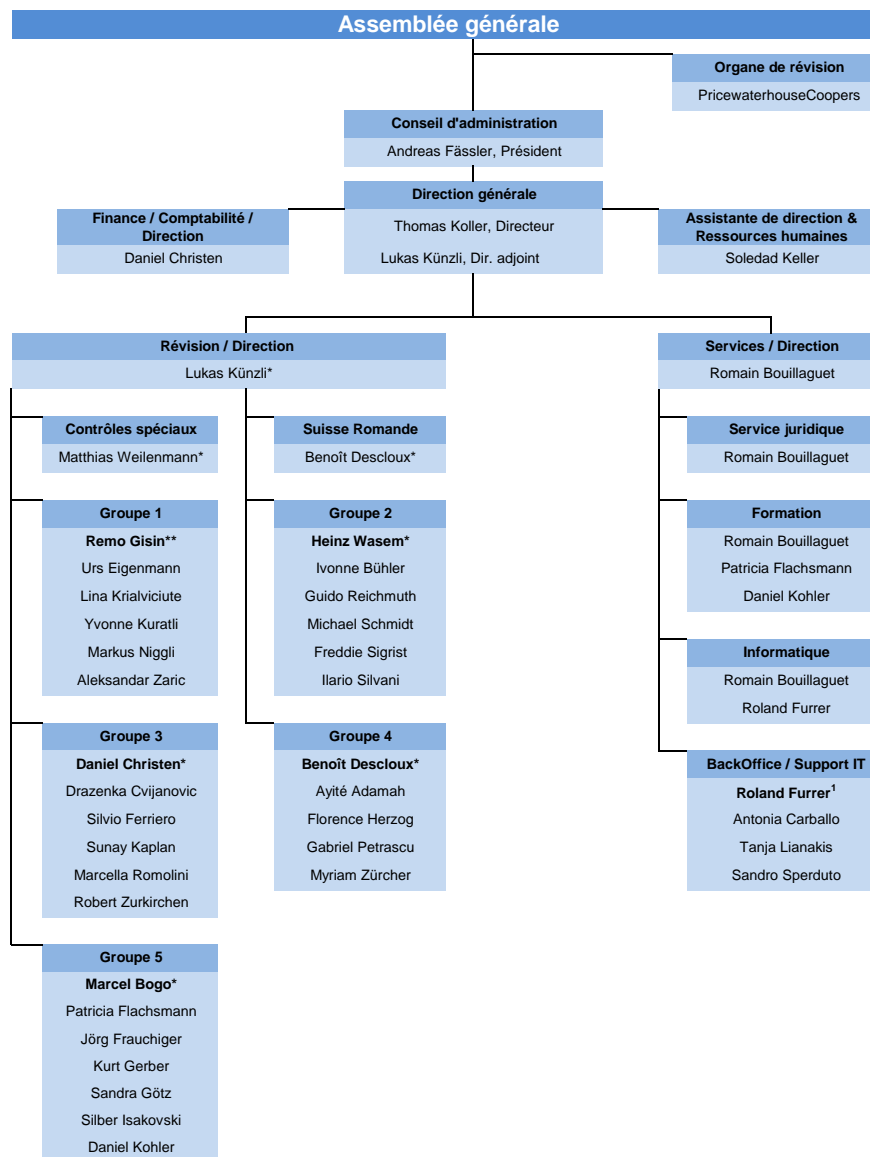 Assemblée générale
Organe de révision
PricewaterhouseCoopers
Conseil d'administration
Andreas Fässler, Président
Direction générale
Thomas Koller, Directeur
Lukas Künzli, Dir. adjoint
Finance / Comptabilité /
Direction
Daniel Christen
Assistante de direction &
Ressources humaines
Soledad Keller
Révision / Direction
Lukas Künzli*
Services / Direction
Romain Bouillaguet
Contrôles spéciaux
Matthias Weilenmann*
Suisse Romande
Benoît Descloux*
Service juridique
Romain Bouillaguet
Groupe 1
Remo Gisin**
Urs Eigenmann
Lina Krialviciute
Yvonne Kuratli
Markus Niggli
Aleksandar Zaric
Groupe 2
Heinz Wasem*
Ivonne Bühler
Guido Reichmuth
Michael Schmidt
Freddie Sigrist
Ilario Silvani
Formation
Romain Bouillaguet
Patricia Flachsmann
Daniel Kohler
Informatique
Romain Bouillaguet
Roland Furrer
Groupe 3
Daniel Christen*
Drazenka Cvijanovic
Silvio Ferriero
Sunay Kaplan
Marcella Romolini
Robert Zurkirchen
Groupe 4
Benoît Descloux*
Ayité Adamah
Florence Herzog
Gabriel Petrascu
Myriam Zürcher
BackOffice / Support IT
Roland Furrer¹
Antonia Carballo
Tanja Lianakis
Sandro Sperduto
Groupe 5
Marcel Bogo*
Patricia Flachsmann
Jörg Frauchiger
Kurt Gerber
Sandra Götz
Silber Isakovski
Daniel Kohler